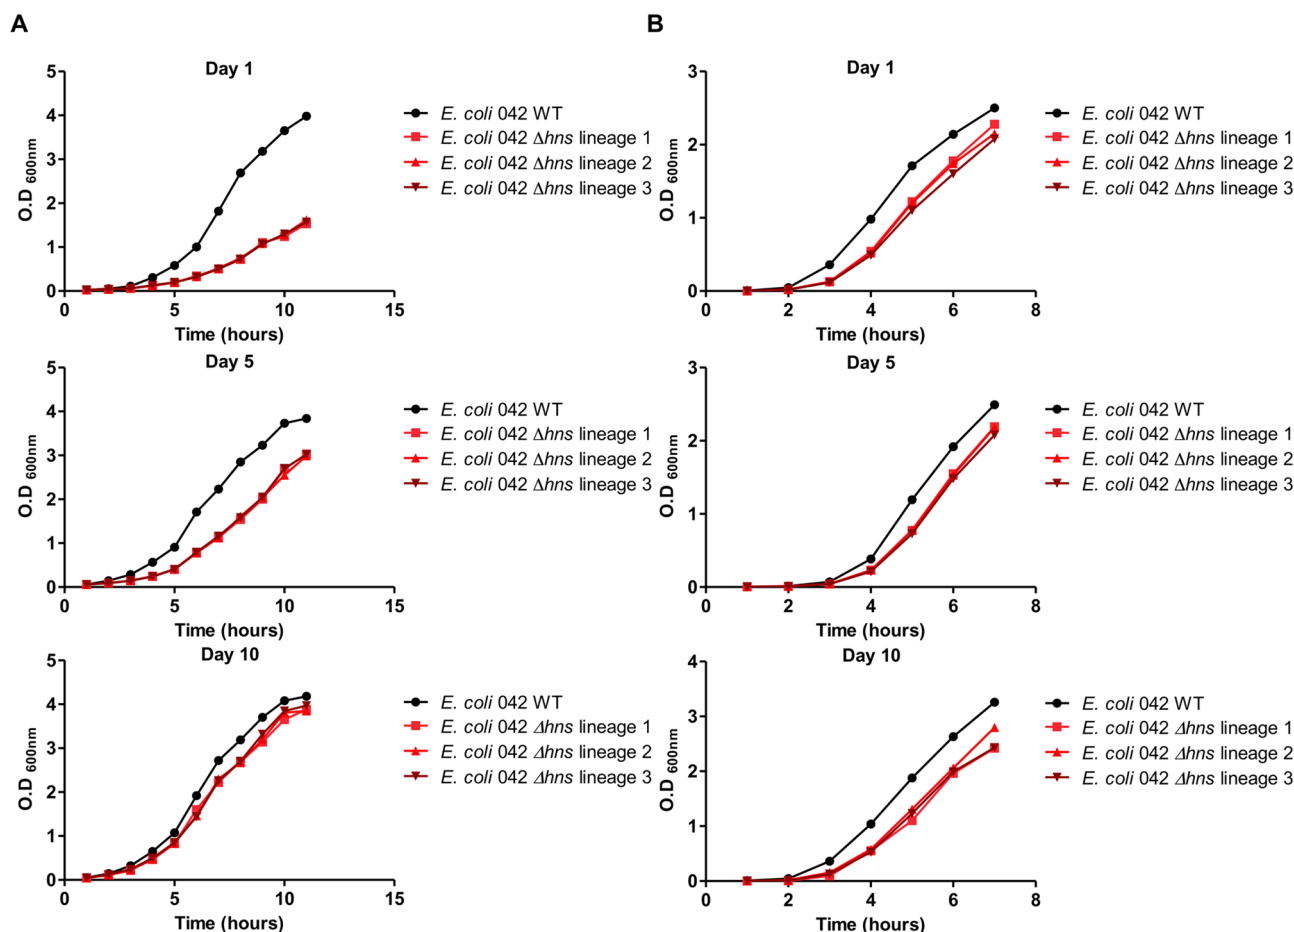 A
Day 1
5
4
3
2
1
0
O.D 600nm
0 5 10 15
Time (hours)
E. coli 042 WT
E. coli 042 Δhns lineage 1
E. coli 042 Δhns lineage 2
E. coli 042 Δhns lineage 3
Day 5
5
4
3
2
1
0
O.D 600nm
0 5 10 15
Time (hours)
E. coli 042 WT
E. coli 042 Δhns lineage 1
E. coli 042 Δhns lineage 2
E. coli 042 Δhns lineage 3
Day 10
5
4
3
2
1
0
O.D 600nm
0 5 10 15
Time (hours)
E. coli 042 WT
E. coli 042 Δhns lineage 1
E. coli 042 Δhns lineage 2
E. coli 042 Δhns lineage 3
B
Day 1
3
2
1
0
O.D 600nm
0 2 4 6 8
Time (hours)
E. coli 042 WT
E. coli 042 Δhns lineage 1
E. coli 042 Δhns lineage 2
E. coli 042 Δhns lineage 3
Day 5
3
2
1
0
O.D 600nm
0 2 4 6 8
Time (hours)
E. coli 042 WT
E. coli 042 Δhns lineage 1
E. coli 042 Δhns lineage 2
E. coli 042 Δhns lineage 3
Day 10
4
3
2
1
0
O.D 600nm
0 2 4 6 8
Time (hours)
E. coli 042 WT
E. coli 042 Δhns lineage 1
E. coli 042 Δhns lineage 2
E. coli 042 Δhns lineage 3